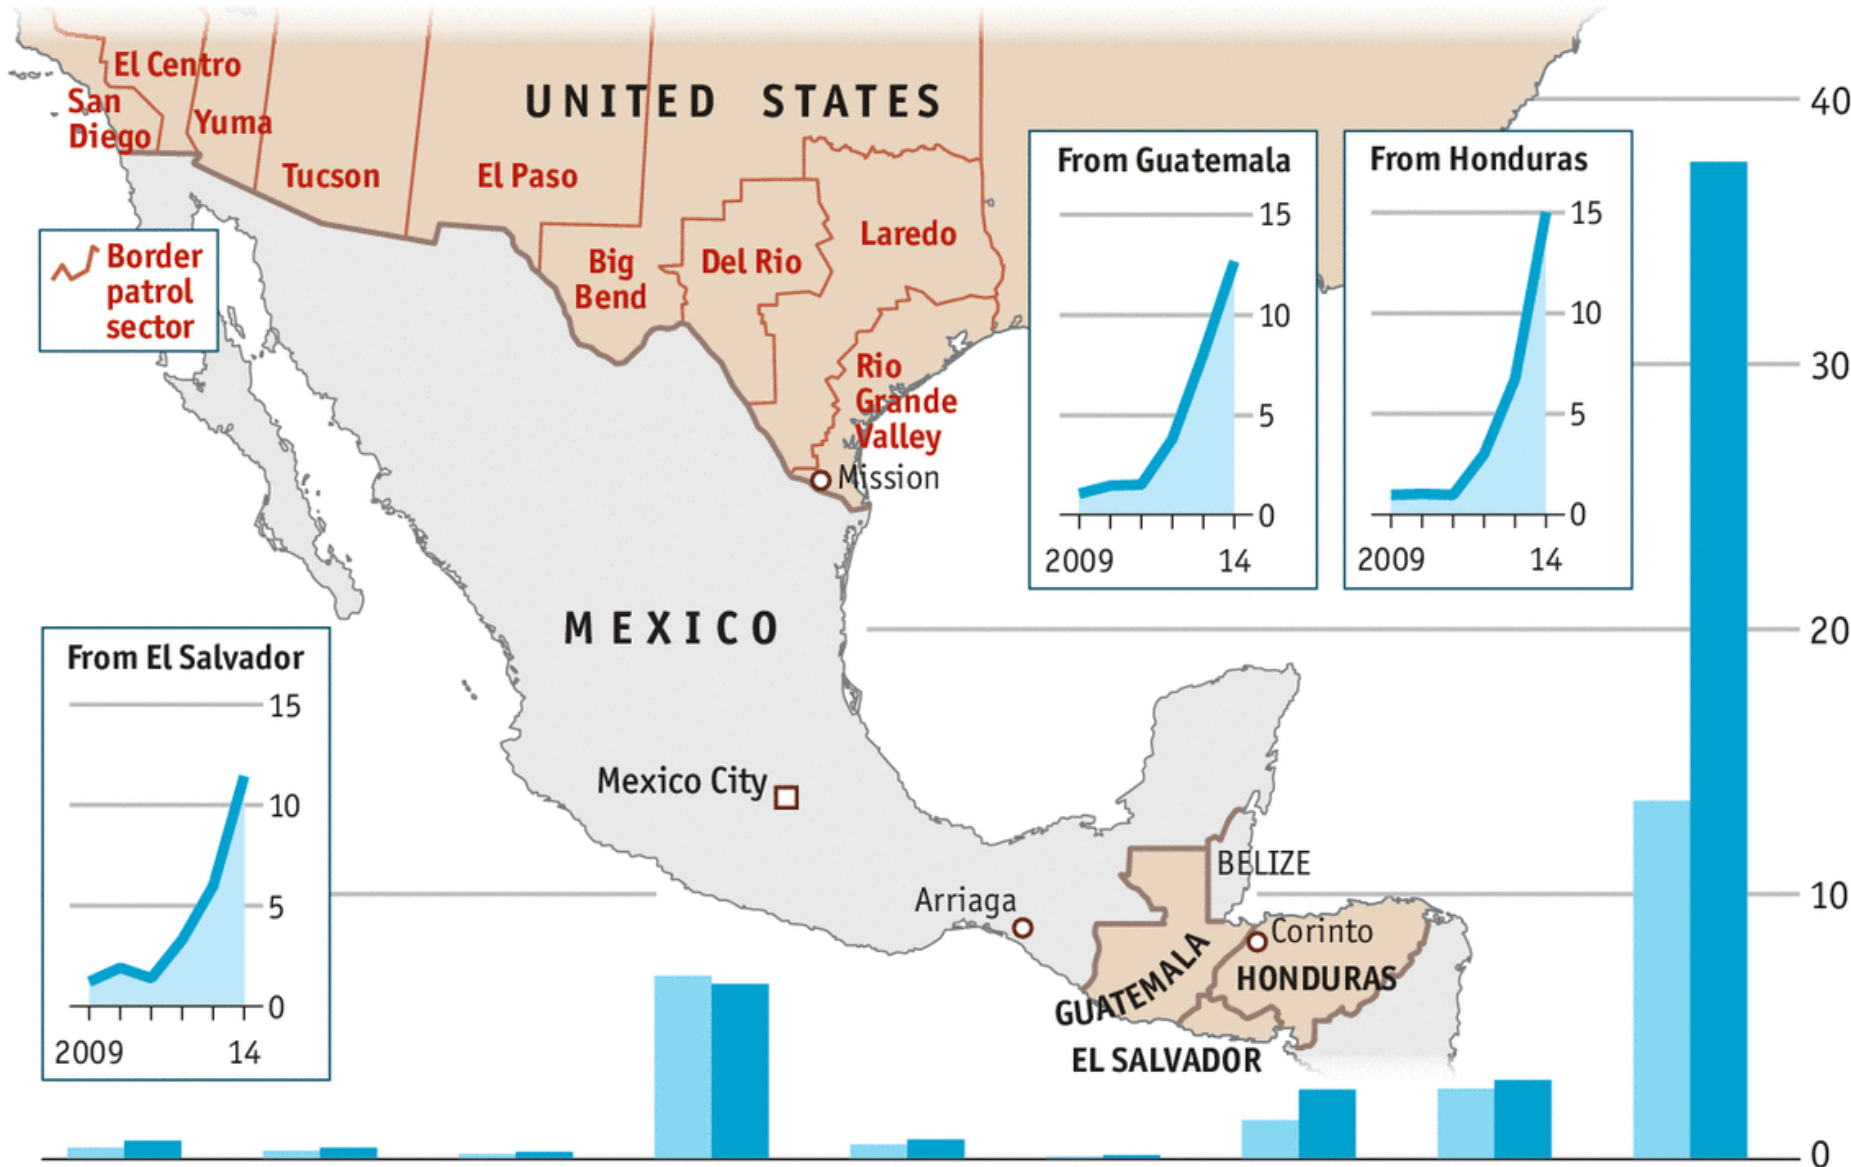 El Centro
San
Diego
Yuma
Tucson
El Paso
UNITED STATES
40
Border
patrol
sector
Big
Bend
Del Rio
Laredo
Rio
Grande
Valley
Mission
From Guatemala
15
10
5
0
2009 14
From Honduras
15
10
5
0
2009 14
30
MEXICO
20
From El Salvador
15
10
5
0
2009 14
Mexico City
BELIZE
10
Arriaga
Corinto
GUATEMALA
HONDURAS
EL SALVADOR
0